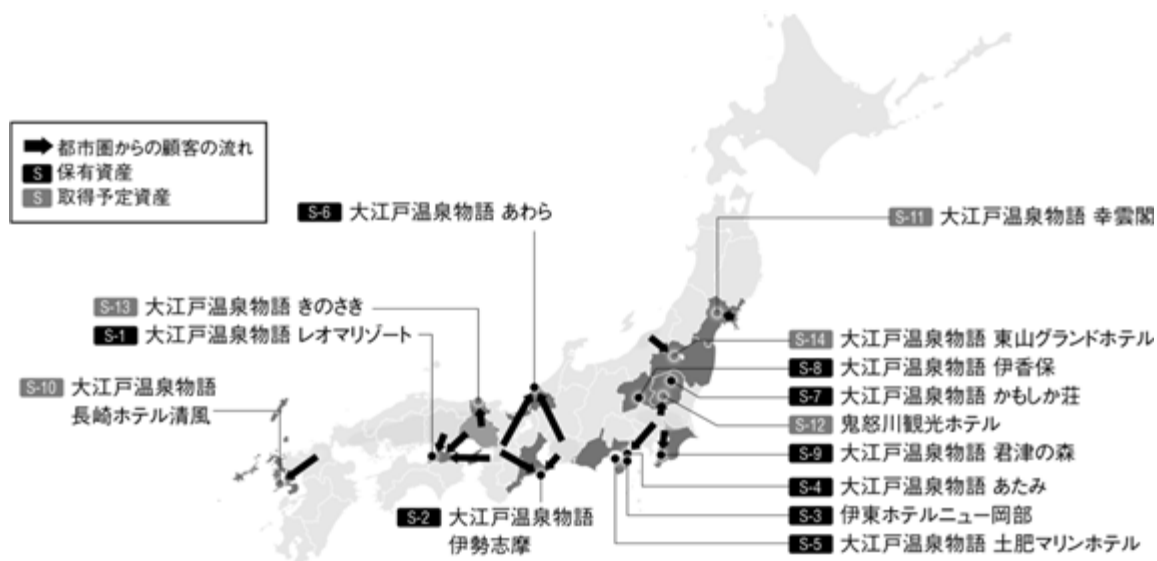 都市圏からの顧客の流れ
S 保有資産
S 取得予定資産
S-6 大江戸温泉物語 あわら
S-11 大江戸温泉物語 幸雲閣
S-13 大江戸温泉物語 きのさき
S-1 大江戸温泉物語 レオマリゾート
S-10 大江戸温泉物語
長崎ホテル清風
S-14 大江戸温泉物語 東山グランドホテル
S-8 大江戸温泉物語 伊香保
S-7 大江戸温泉物語 かもしか荘
S-12 鬼怒川観光ホテル
S-9 大江戸温泉物語 君津の森
S-4 大江戸温泉物語 あたみ
S-3 伊東ホテルニュー岡部
S-5 大江戸温泉物語 土肥マリンホテル
S-2 大江戸温泉物語
伊勢志摩